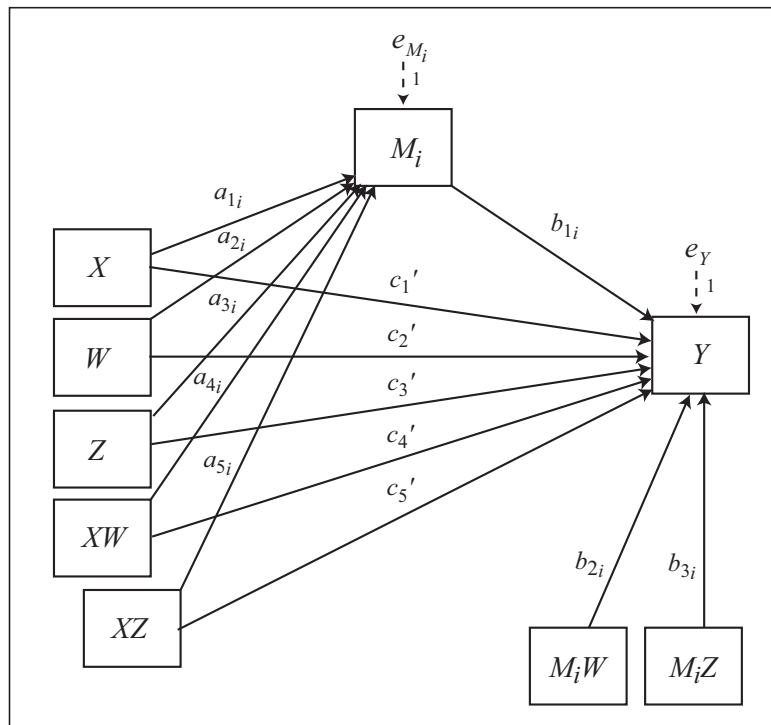 e_{M_i}
1
M_i
a_{1i}
a_{2i}
b_{1i}
X
e_Y
1
a_{3i}
c_1'
W
c_2'
Y
a_{4i}
c_3'
Z
c_4'
a_{5i}
c_5'
XW
b_{2i}
b_{3i}
XZ
M_iW
M_iZ